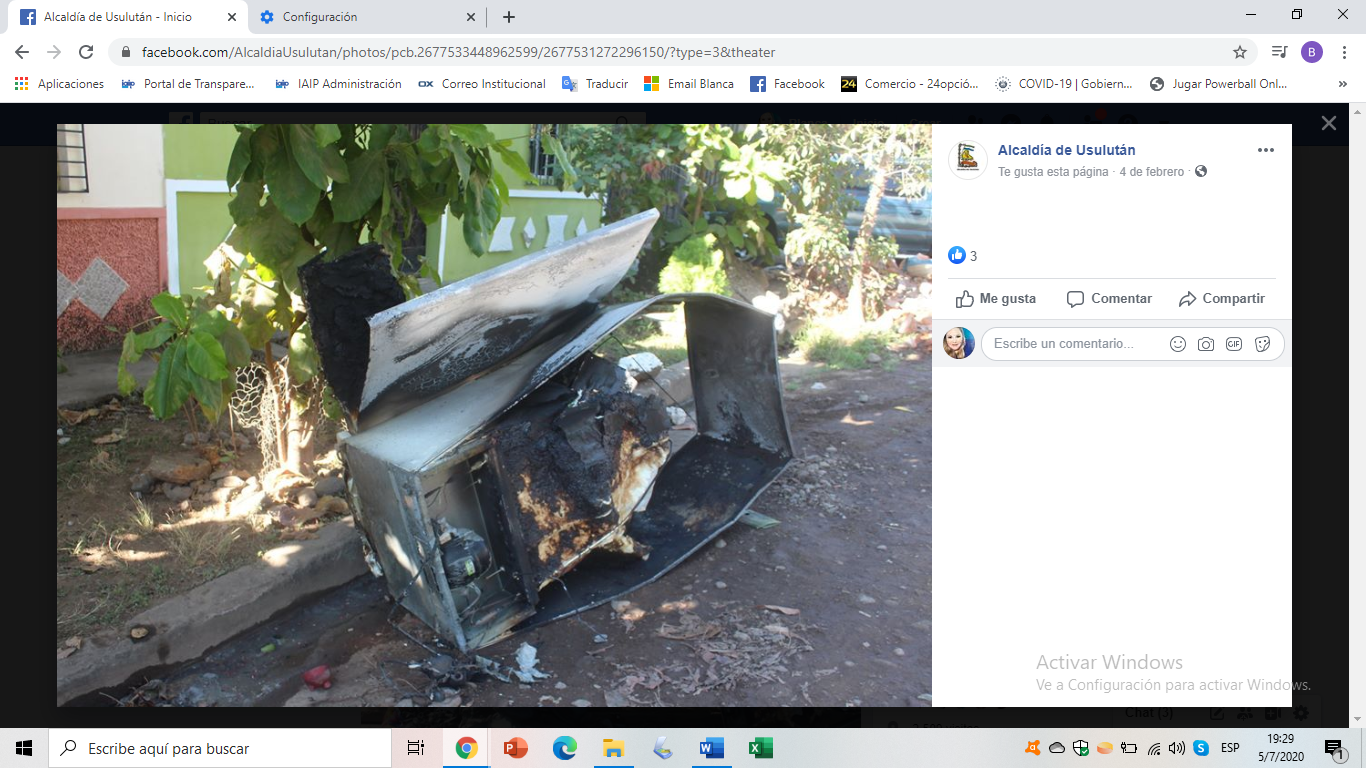 Alcaldía de Usulután - Inicio
Configuración
facebook.com/AlcaldiaUsulutan/photos/pcb.2677533448962599/2677531272296150/?type=3&theater
B
Aplicaciones
Portal de Transpare...
IAIP Administración
Correo Institucional
Traducir
Email Blanca
Facebook
24
Comercio - 24opció...
COVID-19 | Gobiern...
Jugar Powerball Onl...
»
Alcaldía de Usulután
Te gusta esta página · 4 de febrero ·
3
Me gusta
Comentar
Compartir
Escribe un comentario...
GIF
Activar Windows
Ve a Configuración para activar Windows.
Chat (3)
Escribe aquí para buscar
ESP
19:29
5/7/2020
1